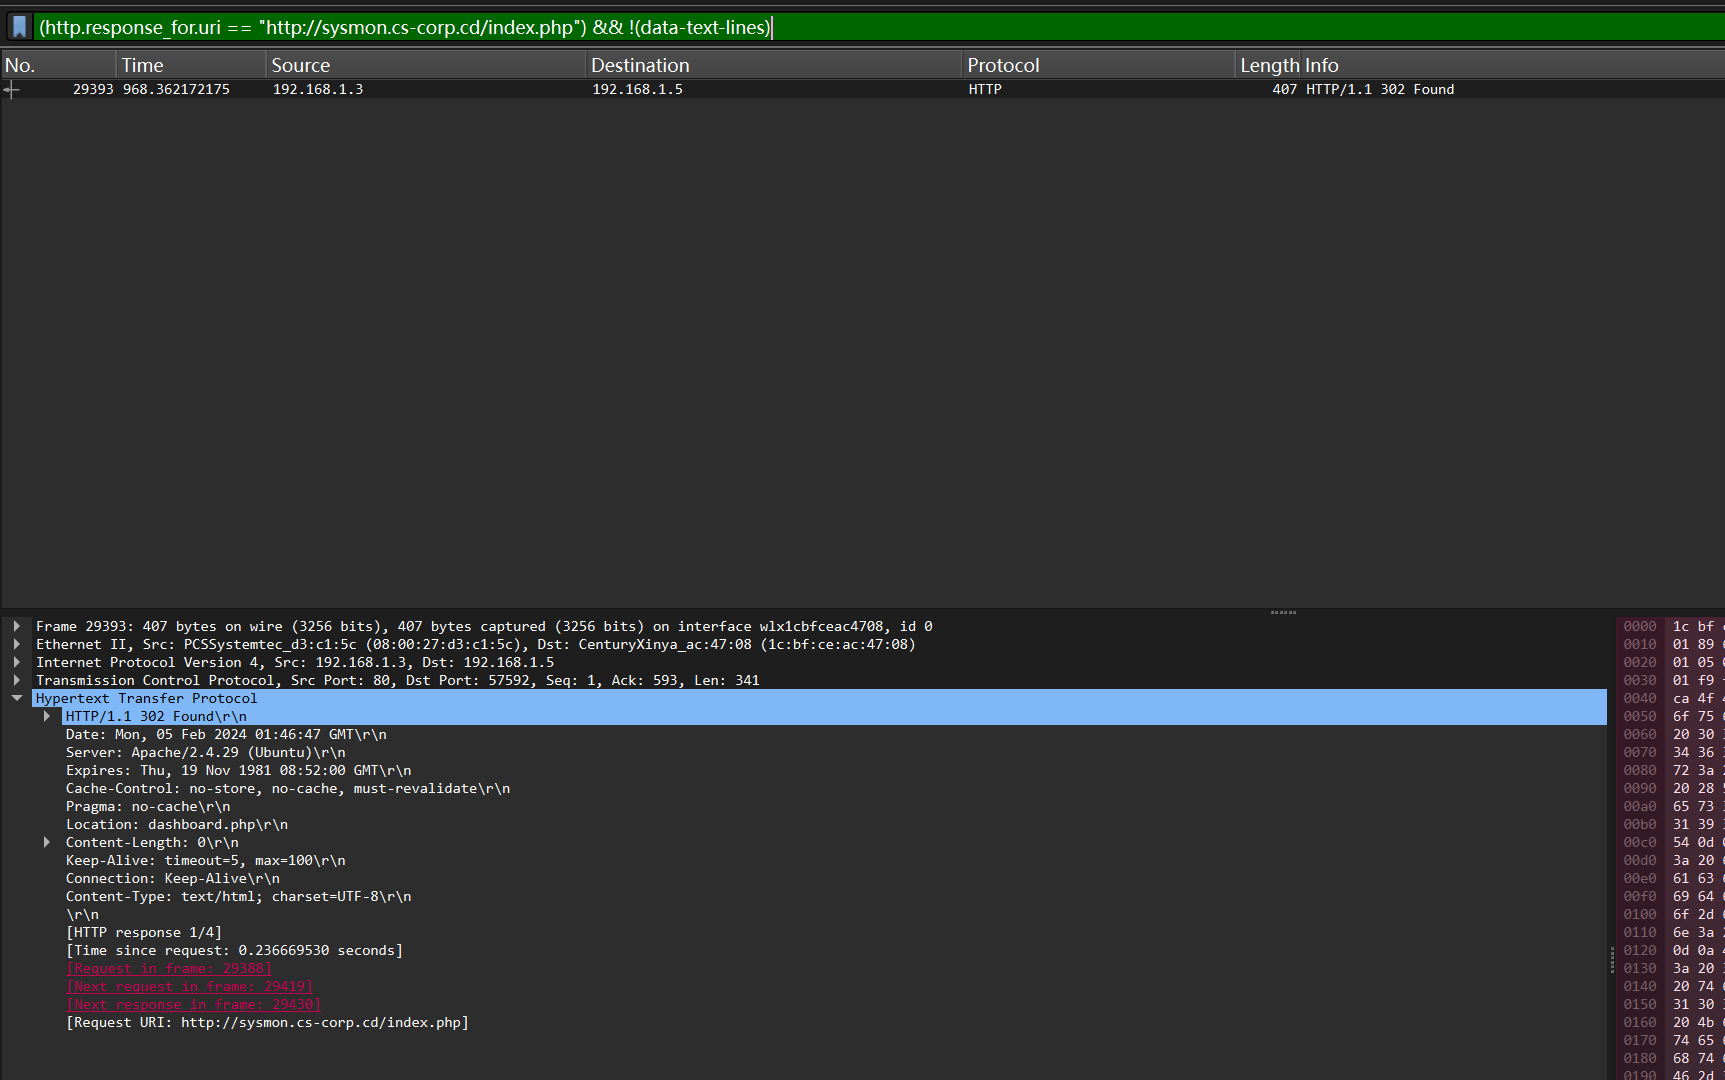 (http.response_for.uri == "http://sysmon.cs-corp.cd/index.php") && !(data-text-lines)
No. Time Source Destination Protocol Length Info
29393 968.362172175 192.168.1.3 192.168.1.5 HTTP 407 HTTP/1.1 302 Found
Frame 29393: 407 bytes on wire (3256 bits), 407 bytes captured (3256 bits) on interface wlx1cbfceac4708, id 0
Ethernet II, Src: PCSSystemtec_d3:c1:5c (08:00:27:d3:c1:5c), Dst: CenturyXinya_ac:47:08 (1c:bf:ce:ac:47:08)
Internet Protocol Version 4, Src: 192.168.1.3, Dst: 192.168.1.5
Transmission Control Protocol, Src Port: 80, Dst Port: 57592, Seq: 1, Ack: 593, Len: 341
Hypertext Transfer Protocol
HTTP/1.1 302 Found\r\n
Date: Mon, 05 Feb 2024 01:46:47 GMT\r\n
Server: Apache/2.4.29 (Ubuntu)\r\n
Expires: Thu, 19 Nov 1981 08:52:00 GMT\r\n
Cache-Control: no-store, no-cache, must-revalidate\r\n
Pragma: no-cache\r\n
Location: dashboard.php\r\n
Content-Length: 0\r\n
Keep-Alive: timeout=5, max=100\r\n
Connection: Keep-Alive\r\n
Content-Type: text/html; charset=UTF-8\r\n
\r\n
[HTTP response 1/4]
[Time since request: 0.236669530 seconds]
[Request in frame: 29388]
[Next request in frame: 29419]
[Next response in frame: 29430]
[Request URI: http://sysmon.cs-corp.cd/index.php]
0000 1c bf
0010 01 89
0020 01 05
0030 01 f9
0040 ca 4f
0050 6f 75
0060 20 30
0070 34 36
0080 72 3a
0090 20 28
00a0 65 73
00b0 31 39
00c0 54 0d
00d0 3a 20
00e0 61 63
00f0 69 64
0100 6f 2d
0110 6e 3a
0120 0d 0a
0130 3a 20
0140 20 74
0150 31 30
0160 20 4b
0170 74 65
0180 68 74
0190 46 2d